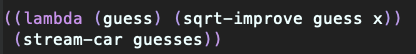 ((lambda (guess) (sqrt-improve guess x))
(stream-car guesses))